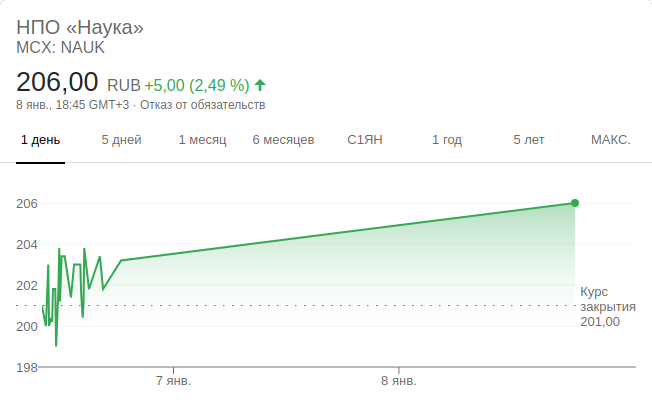 НПО «Наука»
MCX: NAUK
206,00 RUB +5,00 (2,49 %)
8 янв., 18:45 GMT+3 · Отказ от обязательств
1 день 5 дней 1 месяц 6 месяцев С1ЯН 1 год 5 лет МАКС.
206
204
202
Курс
закрытия
201,00
200
198
7 янв. 8 янв.